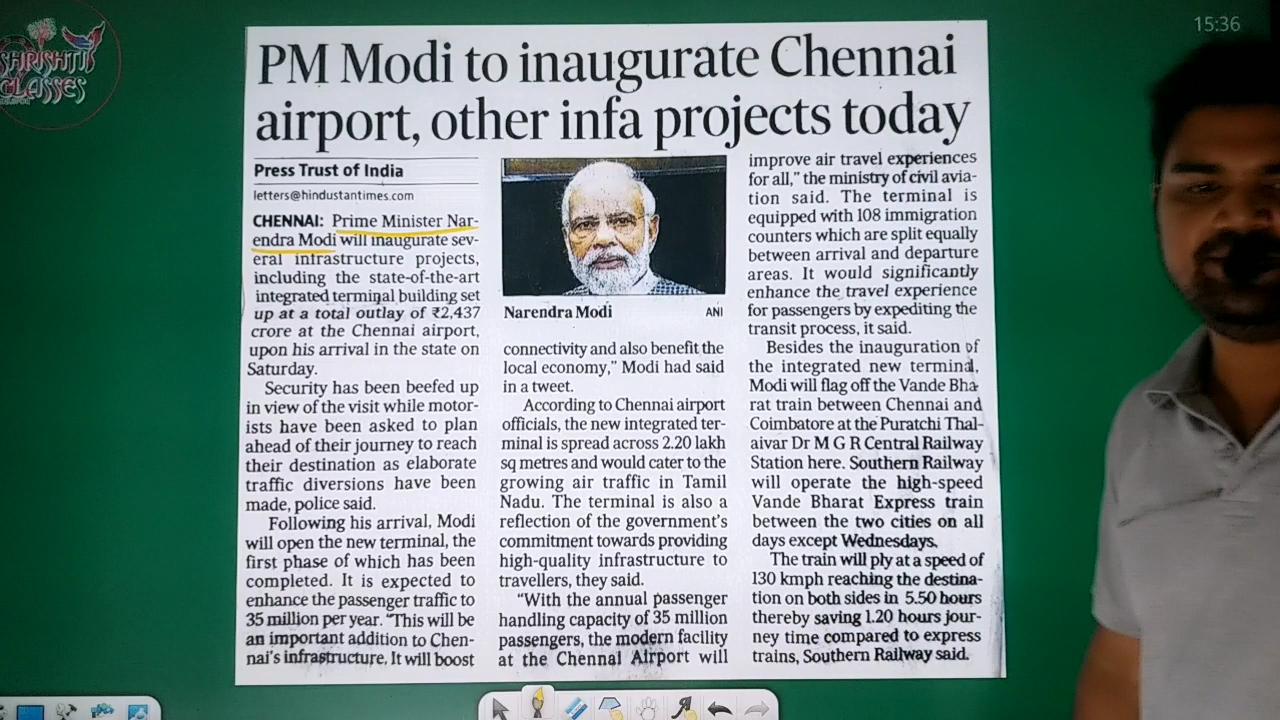 SHRISHTI
CLASSES
15:36
PM Modi to inaugurate Chennai
airport, other infa projects today
Press Trust of India
letters@hindustantimes.com
CHENNAI: Prime Minister Nar-
endra Modi will inaugurate sev-
eral infrastructure projects,
including the state-of-the-art
integrated terminal building set
up at a total outlay of ₹2,437
crore at the Chennai airport,
upon his arrival in the state on
Saturday.
Security has been beefed up
in view of the visit while motor-
ists have been asked to plan
ahead of their journey to reach
their destination as elaborate
traffic diversions have been
made, police said.
Following his arrival, Modi
will open the new terminal, the
first phase of which has been
completed. It is expected to
enhance the passenger traffic to
35 million per year. "This will be
an important addition to Chen-
nai's infrastructure. It will boost
Narendra Modi
ANI
connectivity and also benefit the
local economy," Modi had said
in a tweet.
According to Chennai airport
officials, the new integrated ter-
minal is spread across 2.20 lakh
sq metres and would cater to the
growing air traffic in Tamil
Nadu. The terminal is also a
reflection of the government's
commitment towards providing
high-quality infrastructure to
travellers, they said.
"With the annual passenger
handling capacity of 35 million
passengers, the modern facility
at the Chennai Airport will
improve air travel experiences
for all," the ministry of civil avia-
tion said. The terminal is
equipped with 108 immigration
counters which are split equally
between arrival and departure
areas. It would significantly
enhance the travel experience
for passengers by expediting the
transit process, it said.
Besides the inauguration of
the integrated new terminal,
Modi will flag off the Vande Bha-
rat train between Chennai and
Coimbatore at the Puratchi Thal-
aivar Dr M G R Central Railway
Station here. Southern Railway
will operate the high-speed
Vande Bharat Express train
between the two cities on all
days except Wednesdays.
The train will ply at a speed of
130 kmph reaching the destina-
tion on both sides in 5.50 hours
thereby saving 1.20 hours jour-
ney time compared to express
trains, Southern Railway said.